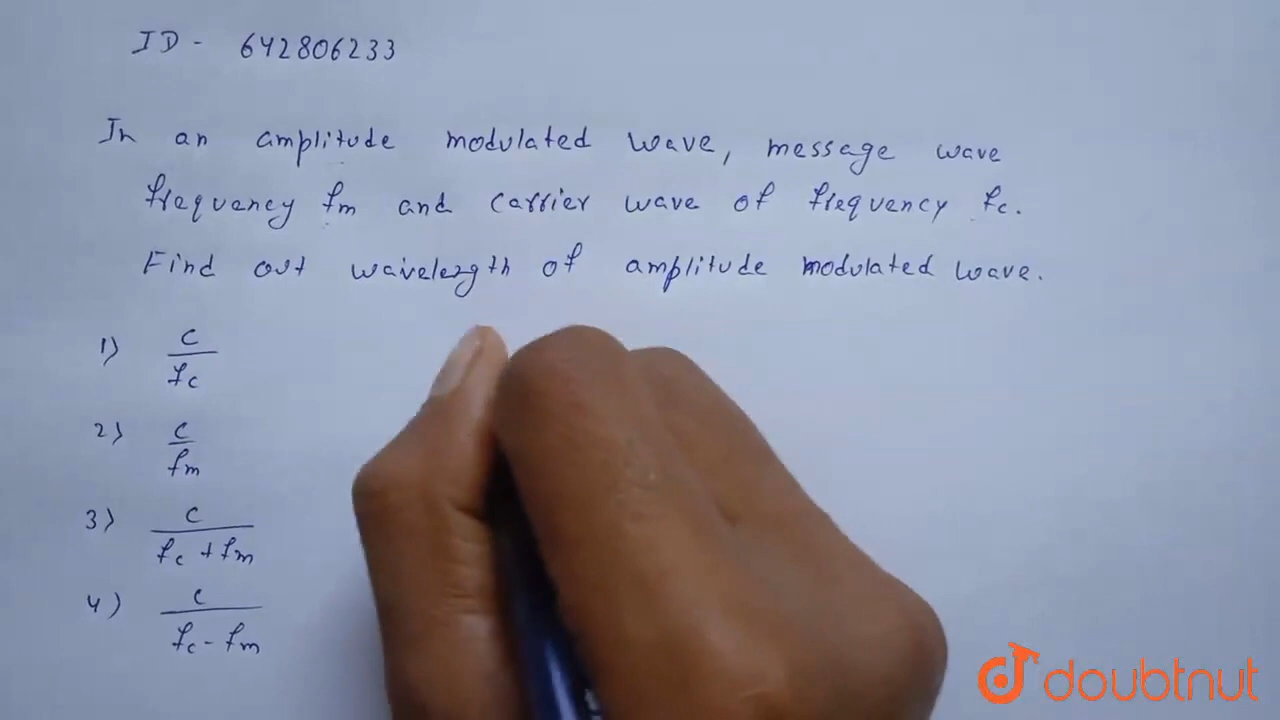 ID - 642806233
In an amplitude modulated wave, message wave
frequency fm and carrier wave of frequency fc.
Find out wavelength of amplitude modulated wave.
1) c
fc
2) c
fm
3) c
fc + fm
4) c
fc - fm
doubtnut